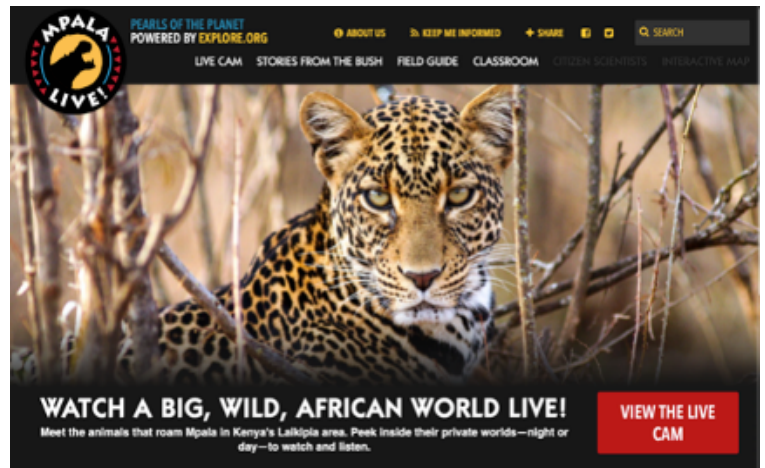 MPALA
LIVE!
PEARLS OF THE PLANET
POWERED BY EXPLORE.ORG
ABOUT US KEEP ME INFORMED SHARE SEARCH
LIVE CAM STORIES FROM THE BUSH FIELD GUIDE CLASSROOM CITIZEN SCIENTISTS INTERACTIVE MAP
WATCH A BIG, WILD, AFRICAN WORLD LIVE!
Meet the animals that roam Mpala in Kenya's Laikipia area. Peek inside their private worlds—night or
day—to watch and listen.
VIEW THE LIVE
CAM